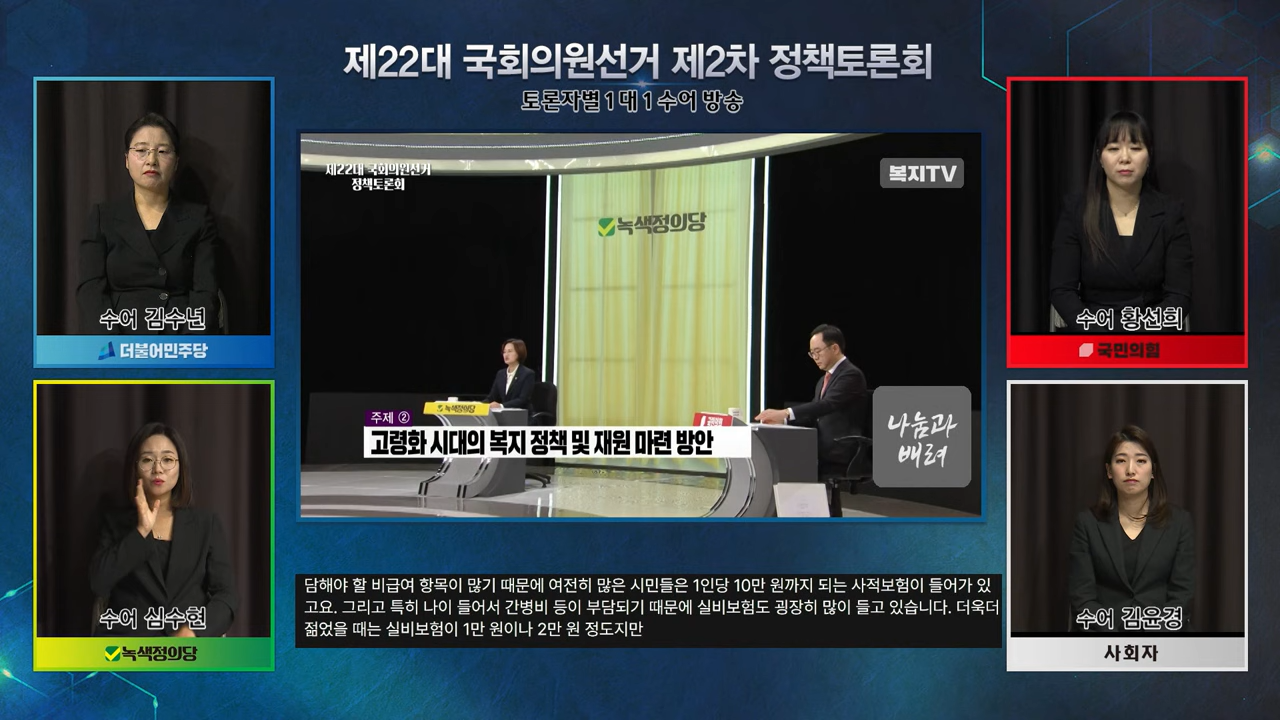 제22대 국회의원선거 제2차 정책토론회
토론자별 1 대 1 수어 방송
수어 김수년
더불어민주당
수어 심수현
녹색정의당
제22대 국회의원선거
정책토론회
복지TV
녹색정의당
녹색정의당
주제 ②
고령화 시대의 복지 정책 및 재원 마련 방안
나눔과
배려
담해야 할 비급여 항목이 많기 때문에 여전히 많은 시민들은 1인당 10만 원까지 되는 사적보험이 들어가 있
고요. 그리고 특히 나이 들어서 간병비 등이 부담되기 때문에 실비보험도 굉장히 많이 들고 있습니다. 더욱더
젊었을 때는 실비보험이 1만 원이나 2만 원 정도지만
수어 황선희
국민의힘
수어 김윤경
사회자